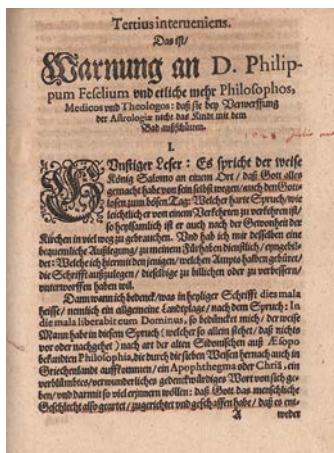 Tertius interveniens.
Das ist/
Warnung an D. Philip-
pum Feselium vnd etliche mehr Philosophos,
Medicos vnd Theologos: daß sie bey Verwerffung
der Astrologiæ nicht das Kindt mit dem
Bad außschütten.
I.
GVnstiger Leser: Es spricht der weise
König Salomo an einem Ort/ daß Gott alles
gemacht habe von sein selbst wegen/ auch den Gott-
losen zum bösen Tag: Welcher harte Spruch/ wie
leichtlich er von einem Verkehrten zu verkehren ist/
so heylsamlich ist er auch nach der Gewonheit der
Kirchen in viel weg zu gebrauchen. Vnd hab ich mir desselben eine
bequemliche Außlegung/ zu meinem Fürhaben dienstlich/ eyngebil-
det: Welche ich hiermit den jenigen/ welchen Ampts halben gebüret/
die Schrifft außzulegen/ dieselbige zu billichen oder zu verbessern/
vnterworffen haben wil.
Dann wann ich bedenck/ was in heyliger Schrifft dies mala
heisse/ nemlich ein allgemeine Landtplage/ nach dem Spruch: In
die mala liberabit eum Dominus, so bedüncket mich/ der weise
Mann habe in diesem Spruch (welcher so allein stehet/ daß nichts
vor oder nachgehet) nach art der alten Sidonischen auß Æsopo
bekandten Philosophia, die durch die sieben Weisen hernach auch in
Griechenlandt auffkommen/ ein Apophthegma oder Chriã, ein
verblümbtes/ verwunderliches gedenckwürdiges Wort von sich ge-
ben/ vnd darmit so viel erjnnern wöllen: daß Gott das menschliche
Geschlecht also geartet/ zugerichtet vnd geschaffen habe/ daß es ent-
A weder